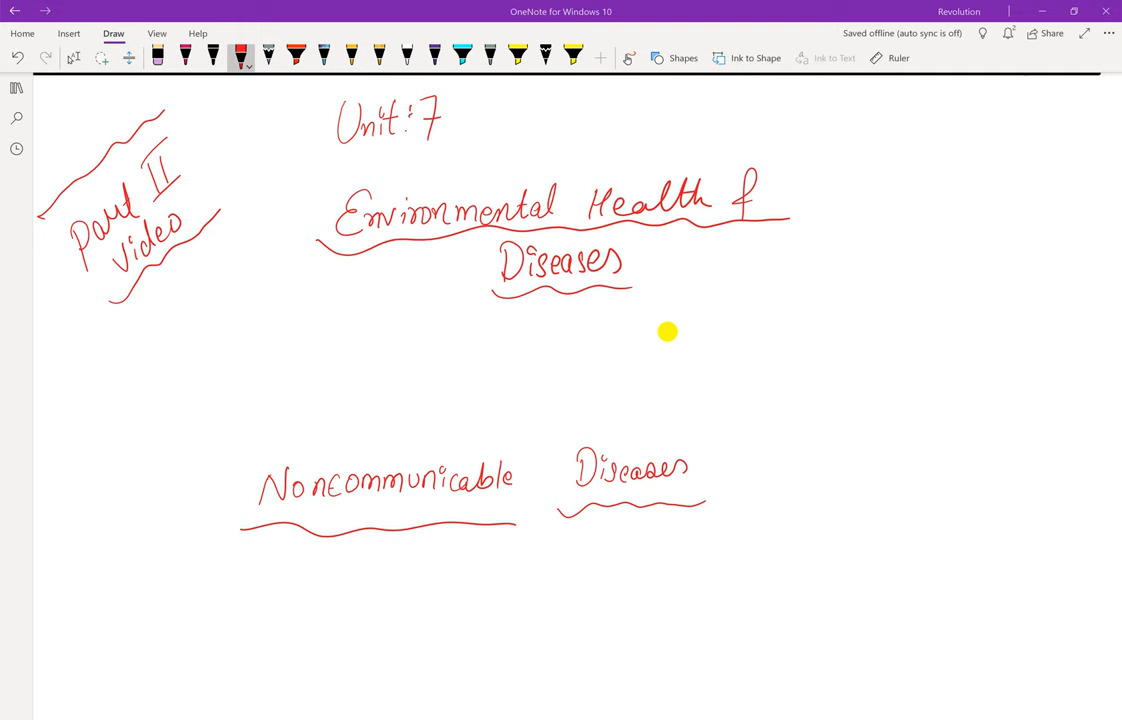 OneNote for Windows 10
Revolution
Home Insert Draw View Help
Saved offline (auto sync is off)
2
Share
Shapes
Ink to Shape
Ink to Text
Ruler
Unit: 7
Part II
video
Environmental Health &
Diseases
Noncommunicable Diseases